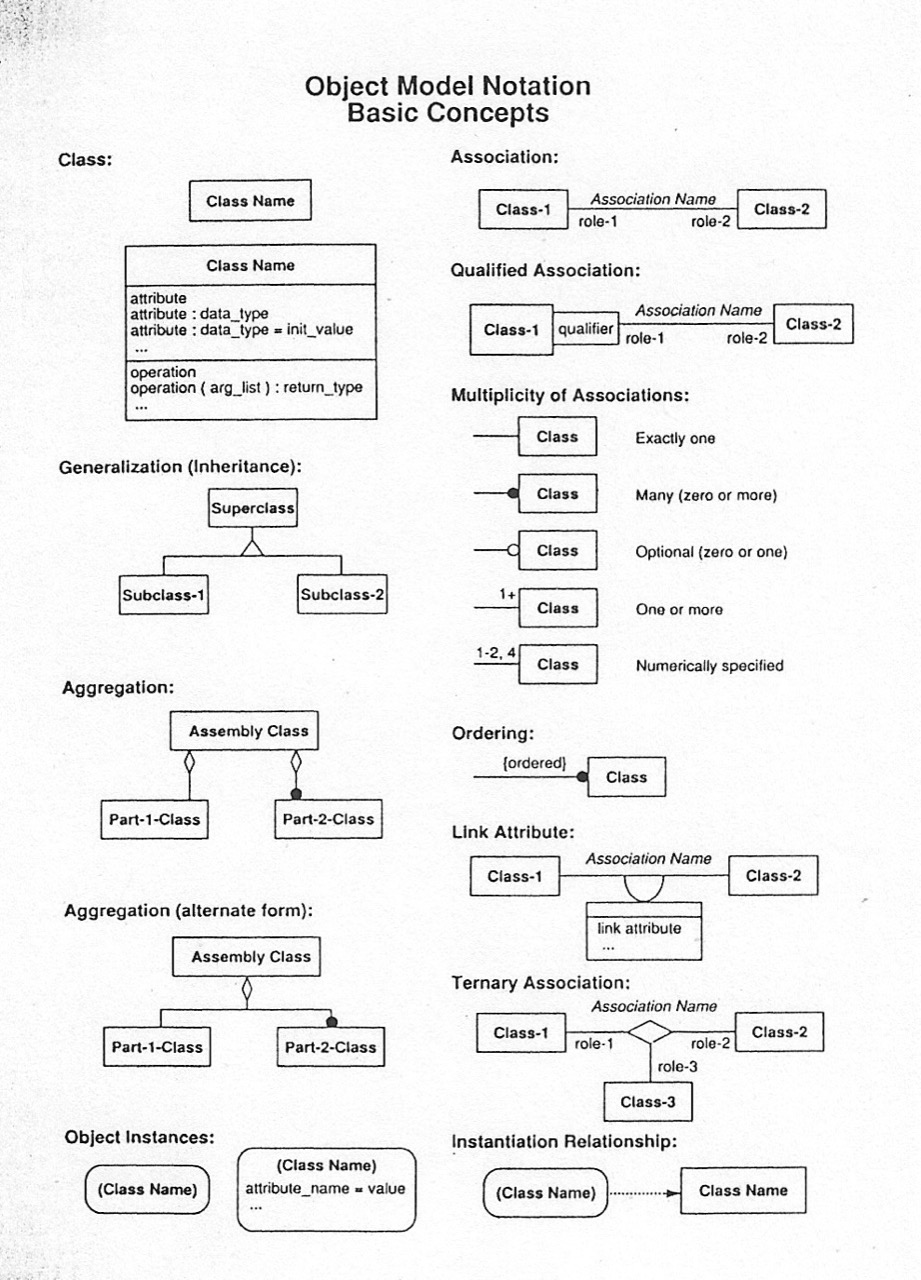 Object Model Notation
Basic Concepts
Class:
Class Name
Class Name
attribute
attribute : data_type
attribute : data_type = init_value
...
operation
operation ( arg_list ) : return_type
...
Generalization (Inheritance):
Superclass
Subclass-1
Subclass-2
Aggregation:
Assembly Class
Part-1-Class
Part-2-Class
Aggregation (alternate form):
Assembly Class
Part-1-Class
Part-2-Class
Object Instances:
(Class Name)
(Class Name)
attribute_name = value
...
Association:
Class-1
Association Name
Class-2
role-1
role-2
Qualified Association:
Class-1
qualifier
Association Name
Class-2
role-1
role-2
Multiplicity of Associations:
Class
Exactly one
Class
Many (zero or more)
Class
Optional (zero or one)
1+
Class
One or more
1-2, 4
Class
Numerically specified
Ordering:
{ordered}
Class
Link Attribute:
Class-1
Association Name
Class-2
link attribute
...
Ternary Association:
Association Name
Class-1
Class-2
role-1
role-2
role-3
Class-3
Instantiation Relationship:
(Class Name)
Class Name